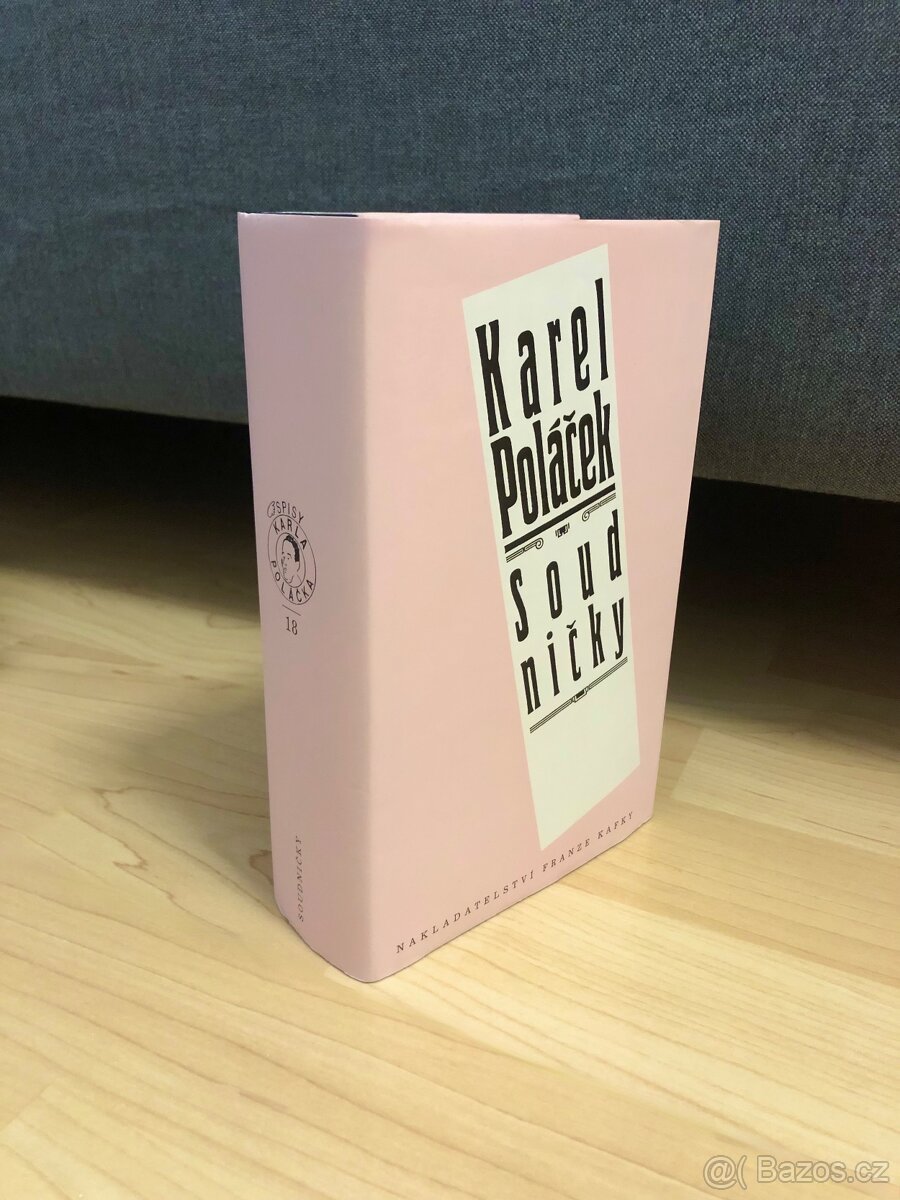 Karel
Poláček
Soud
ničky
NAKLADATELSTVÍ FRANZE KAFKY
SPISY
KARLA
POLÁČKA
18
SOUDNIČKY
@( Bazos.cz